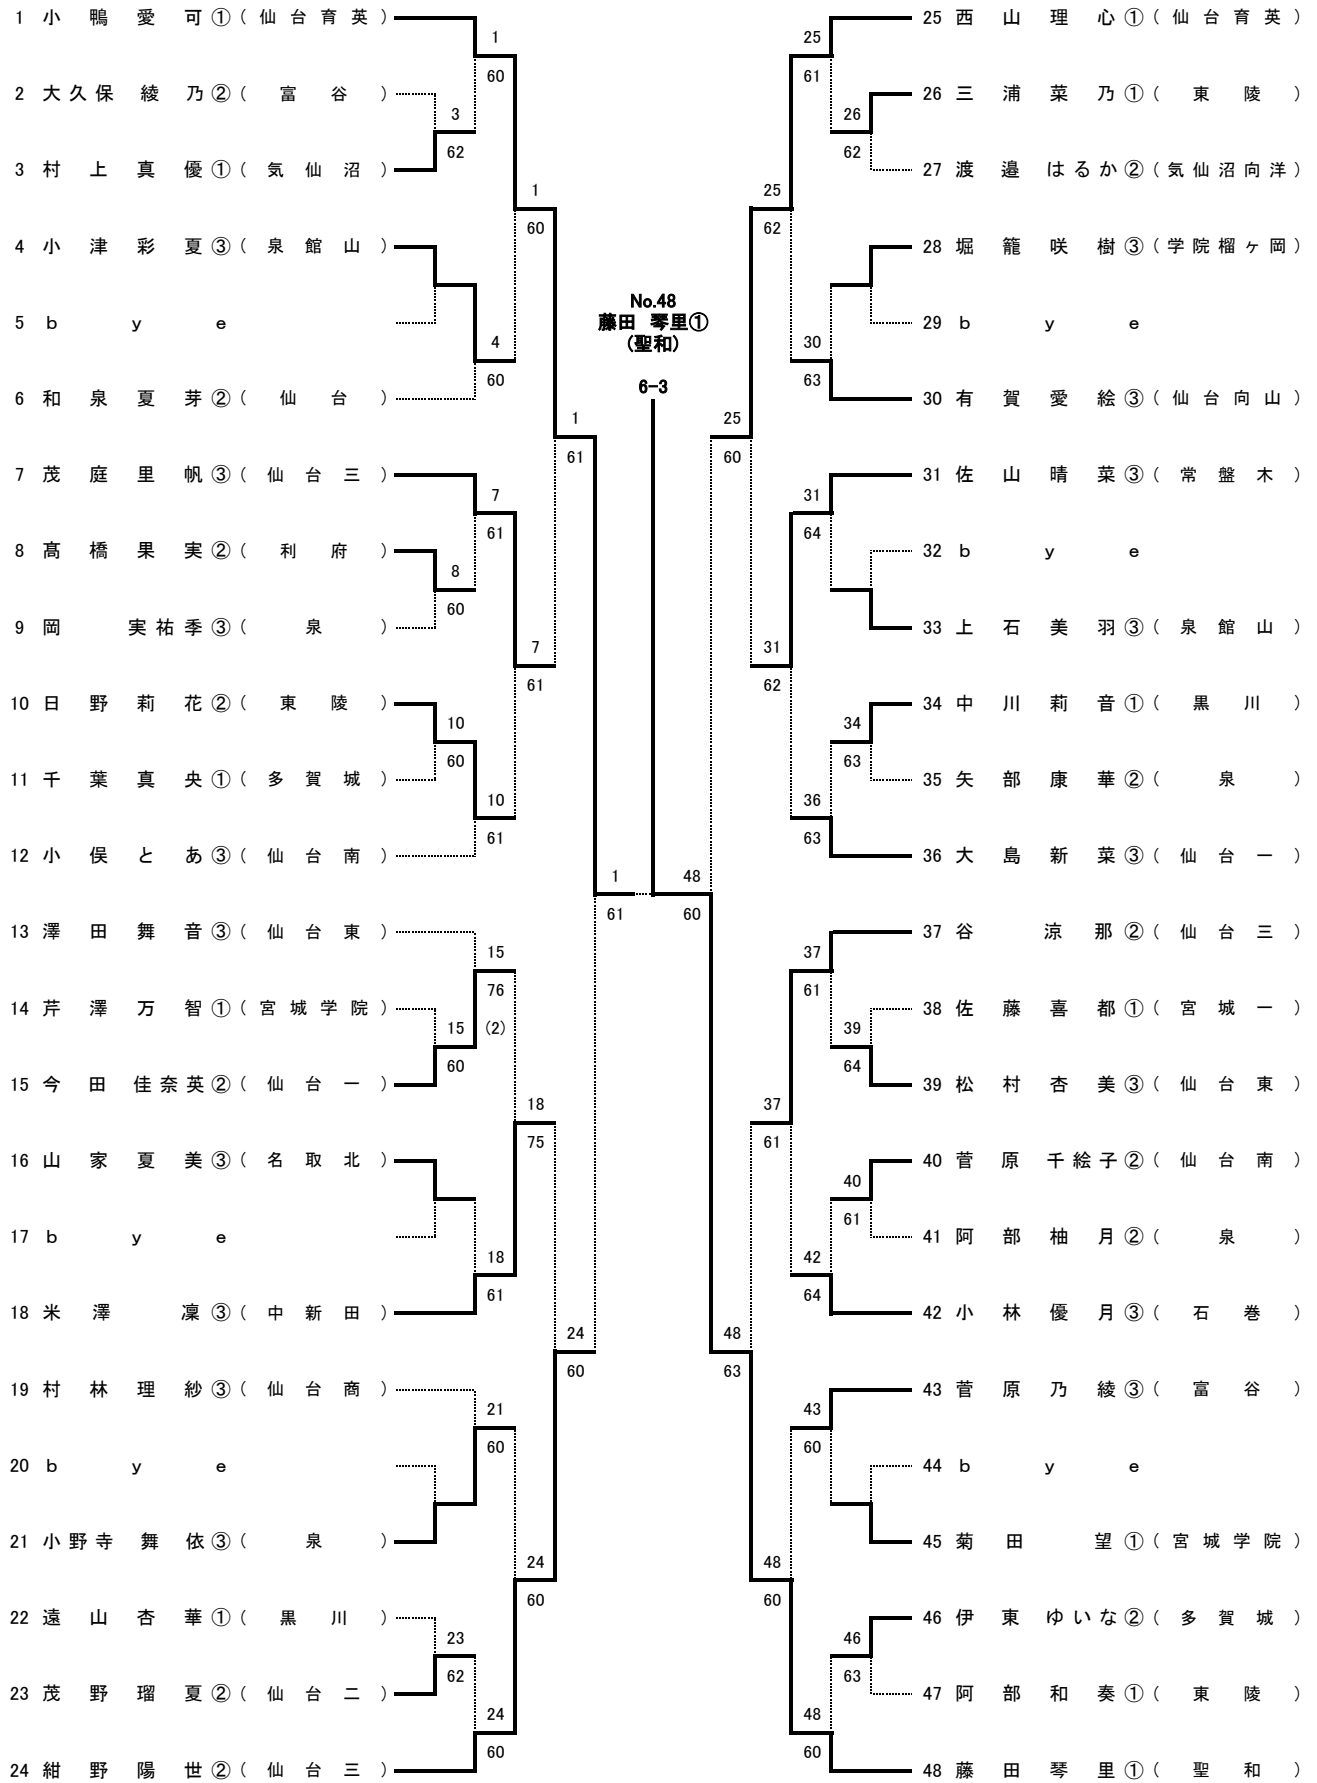 1 小鴨愛可①(仙台育英)
2 大久保綾乃②(富谷)
3 村上真優①(気仙沼)
4 小津彩夏③(泉館山)
5 bye
6 和泉夏芽②(仙台)
7 茂庭里帆③(仙台三)
8 髙橋果実②(利府)
9 岡実祐季③(泉)
10 日野莉花②(東陵)
11 千葉真央①(多賀城)
12 小俣とあ③(仙台南)
13 澤田舞音③(仙台東)
14 芹澤万智①(宮城学院)
15 今田佳奈英②(仙台一)
16 山家夏美③(名取北)
17 bye
18 米澤凜③(中新田)
19 村林理紗③(仙台商)
20 bye
21 小野寺舞依③(泉)
22 遠山杏華①(黒川)
23 茂野瑠夏②(仙台二)
24 紺野陽世②(仙台三)
3
62
8
60
10
60
15
60
23
62
1
60
4
60
7
61
10
61
15
76
(2)
18
61
21
60
24
60
1
60
7
61
18
75
24
60
1
61
24
60
1
61
No.48
藤田 琴里①
(聖和)
6-3
48
60
25
60
48
63
25
62
31
62
37
61
48
60
25
61
30
63
31
64
36
63
37
61
42
64
43
60
48
60
26
62
34
63
39
64
40
61
46
63
25 西山理心①(仙台育英)
26 三浦菜乃①(東陵)
27 渡邉はるか②(気仙沼向洋)
28 堀籠咲樹③(学院榴ヶ岡)
29 bye
30 有賀愛絵③(仙台向山)
31 佐山晴菜③(常盤木)
32 bye
33 上石美羽③(泉館山)
34 中川莉音①(黒川)
35 矢部康華②(泉)
36 大島新菜③(仙台一)
37 谷涼那②(仙台三)
38 佐藤喜都①(宮城一)
39 松村杏美③(仙台東)
40 菅原千絵子②(仙台南)
41 阿部柚月②(泉)
42 小林優月③(石巻)
43 菅原乃綾③(富谷)
44 bye
45 菊田望①(宮城学院)
46 伊東ゆいな②(多賀城)
47 阿部和奏①(東陵)
48 藤田琴里①(聖和)